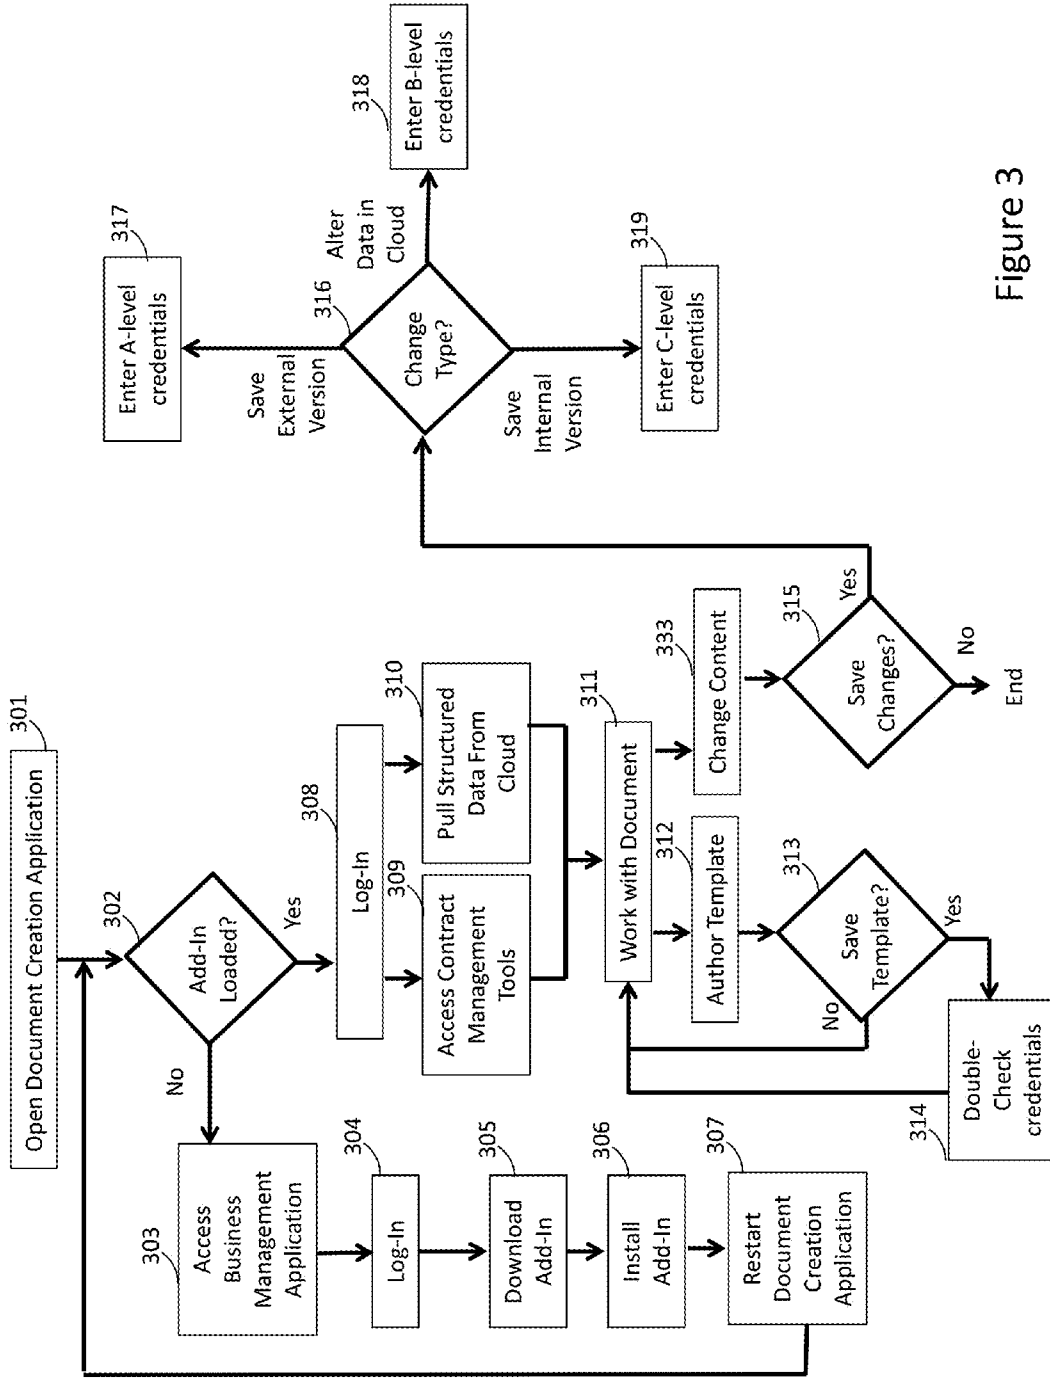 301
Open Document Creation Application
302
Add-In
Loaded?
No
Yes
303
Access
Business
Management
Application
304
Log-In
305
Download
Add-In
306
Install
Add-In
307
Restart
Document
Creation
Application
308
Log-In
309
Access Contract
Management
Tools
310
Pull Structured
Data From
Cloud
311
Work with Document
312
Author Template
313
Save
Template?
No
Yes
314
Double-
Check
credentials
333
Change Content
315
Save
Changes?
Yes
No
End
316
Change
Type?
Save
External
Version
317
Enter A-level
credentials
Alter
Data in
Cloud
318
Enter B-level
credentials
Save
Internal
Version
319
Enter C-level
credentials
Figure 3